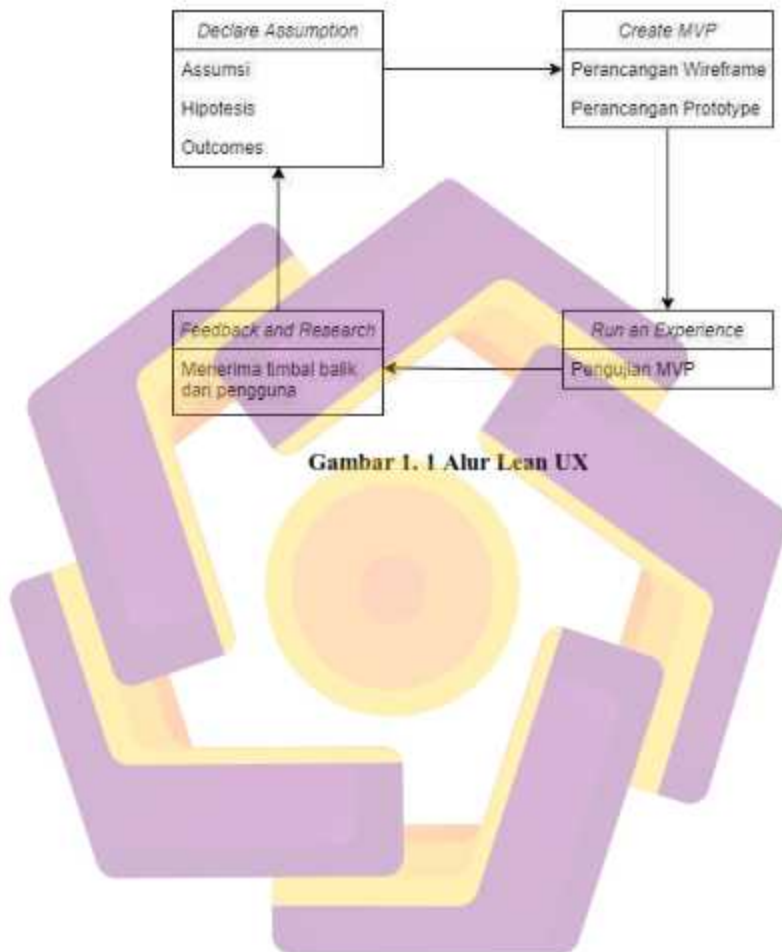 Declare Assumption
Assumsi
Hipotesis
Outcomes
Create MVP
Perancangan Wireframe
Perancangan Prototype
Run an Experience
Pengujian MVP
Feedback and Research
Menerima timbal balik
dari pengguna
Gambar 1. 1 Alur Lean UX